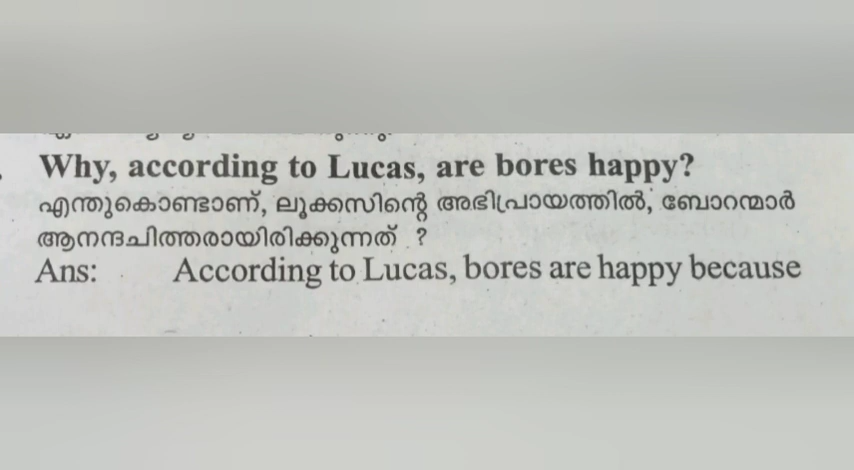 Why, according to Lucas, are bores happy?
എന്തുകൊണ്ടാണ്, ലൂക്കസിന്റെ അഭിപ്രായത്തിൽ, ബോറന്മാർ
ആനന്ദചിത്തരായിരിക്കുന്നത് ?
Ans: According to Lucas, bores are happy because